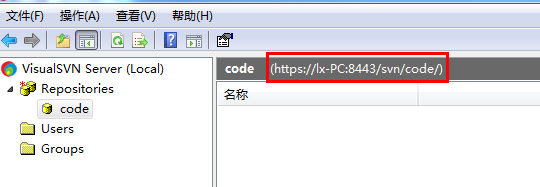 文件(F) 操作(A) 查看(V) 帮助(H)
VisualSVN Server (Local)
Repositories
code
Users
Groups
code (https://lx-PC:8443/svn/code/)
名称